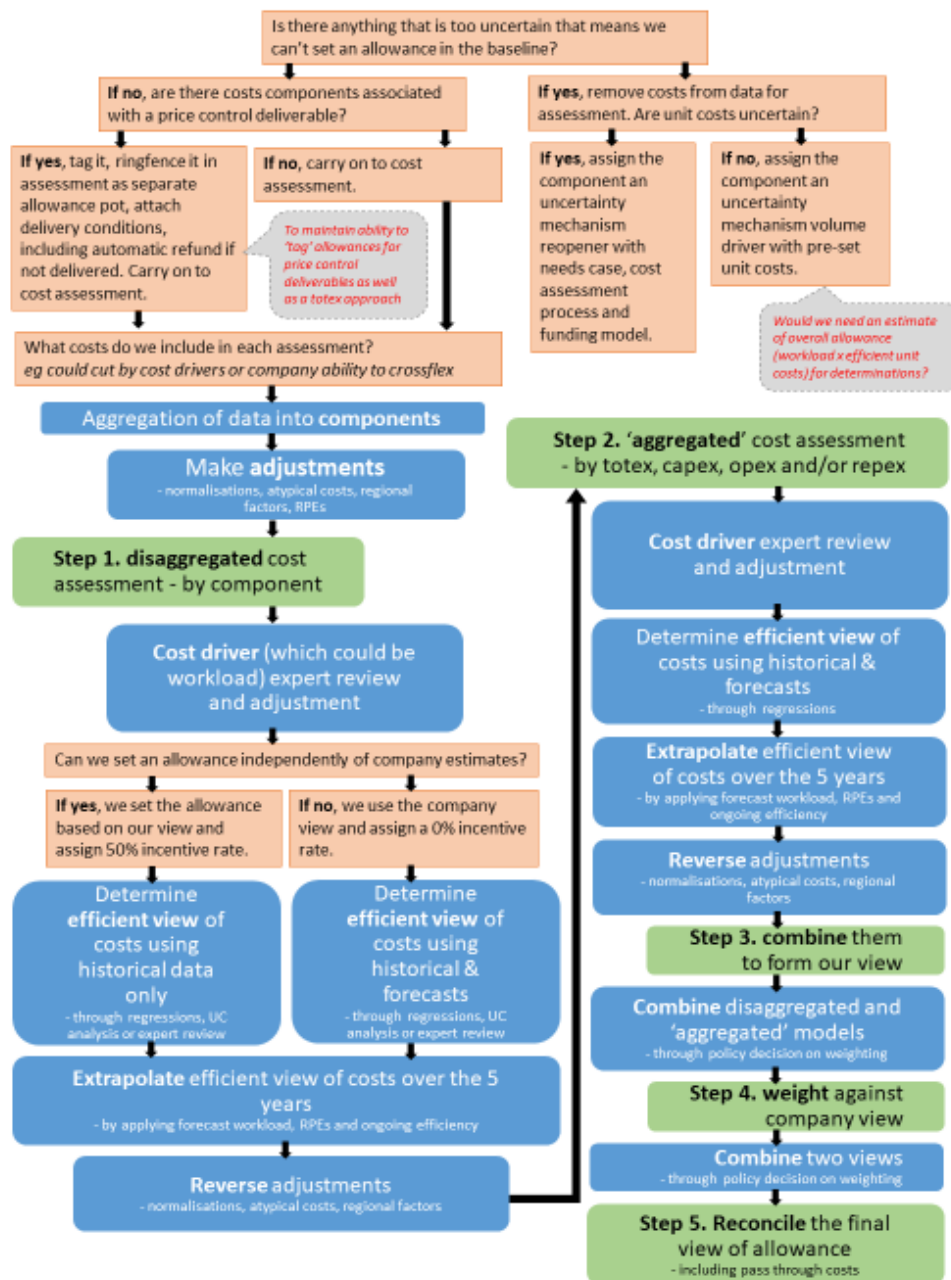 Is there anything that is too uncertain that means we
can't set an allowance in the baseline?
If no, are there costs components associated
with a price control deliverable?
If yes, remove costs from data for
assessment. Are unit costs uncertain?
If yes, tag it, ringfence it in
assessment as separate
allowance pot, attach
delivery conditions,
including automatic refund if
not delivered. Carry on to
cost assessment.
If no, carry on to cost
assessment.
To maintain ability to
'tag' allowances for
price control
deliverables as well
as a totex approach
If yes, assign the
component an
uncertainty
mechanism
reopener with
needs case, cost
assessment
process and
funding model.
If no, assign the
component an
uncertainty
mechanism volume
driver with pre-set
unit costs.
Would we need an estimate
of overall allowance
(workload x efficient unit
costs) for determinations?
What costs do we include in each assessment?
eg could cut by cost drivers or company ability to crossflex
Aggregation of data into components
Make adjustments
- normalisations, atypical costs, regional
factors, RPEs
Step 1. disaggregated cost
assessment - by component
Cost driver (which could be
workload) expert review
and adjustment
Can we set an allowance independently of company estimates?
If yes, we set the allowance
based on our view and
assign 50% incentive rate.
If no, we use the company
view and assign a 0% incentive
rate.
Determine
efficient view of
costs using
historical data
only
- through regressions, UC
analysis or expert review
Determine
efficient view of
costs using
historical &
forecasts
- through regressions, UC
analysis or expert review
Extrapolate efficient view of costs over the 5
years
- by applying forecast workload, RPEs and ongoing efficiency
Reverse adjustments
- normalisations, atypical costs, regional factors
Step 2. 'aggregated' cost assessment
- by totex, capex, opex and/or repex
Cost driver expert review
and adjustment
Determine efficient view of
costs using historical &
forecasts
- through regressions
Extrapolate efficient view
of costs over the 5 years
- by applying forecast workload, RPEs and
ongoing efficiency
Reverse adjustments
- normalisations, atypical costs, regional
factors
Step 3. combine them
to form our view
Combine disaggregated and
'aggregated' models
- through policy decision on weighting
Step 4. weight against
company view
Combine two views
- through policy decision on weighting
Step 5. Reconcile the final
view of allowance
- including pass through costs